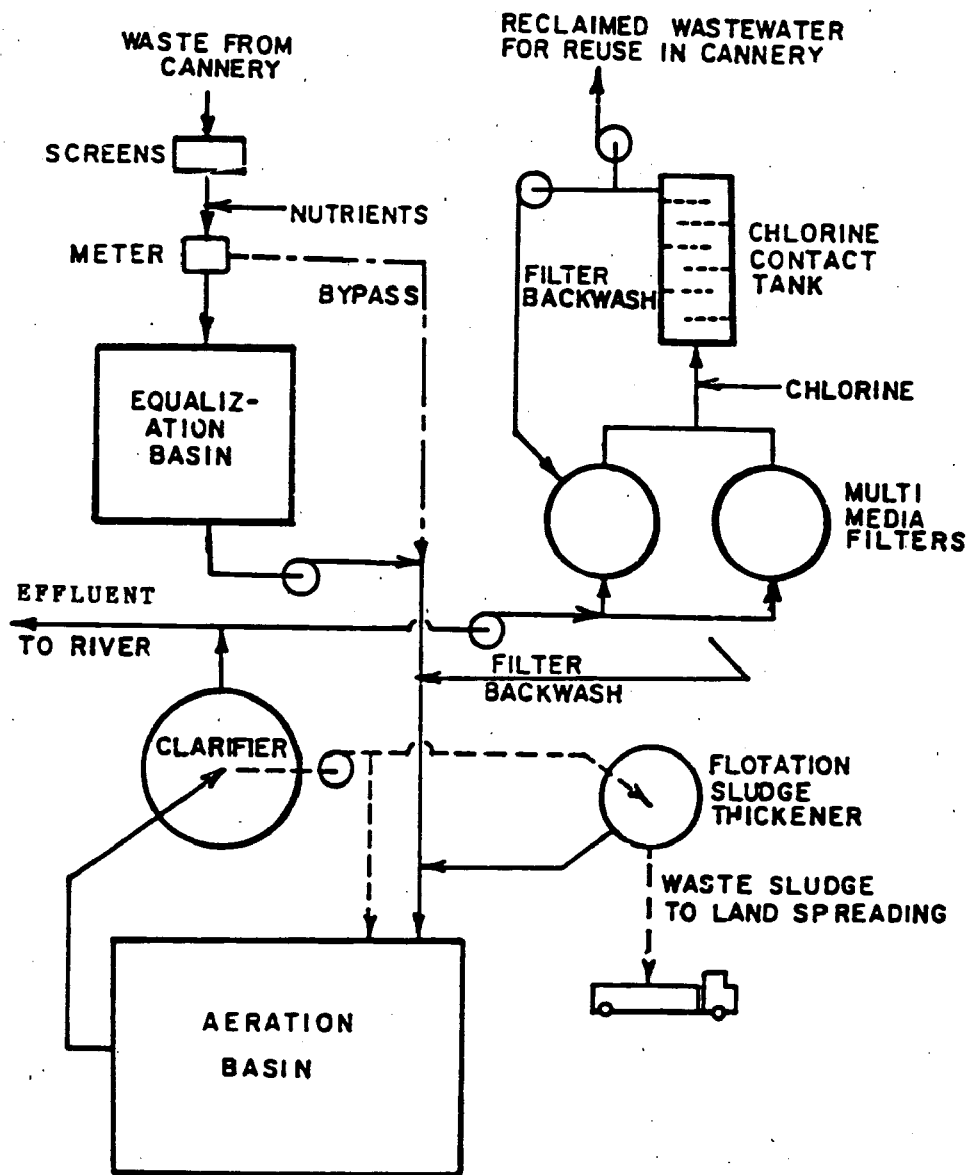 WASTE FROM
CANNERY
SCREENS
NUTRIENTS
METER
BYPASS
EQUALIZ-
ATION
BASIN
RECLAIMED WASTEWATER
FOR REUSE IN CANNERY
CHLORINE
CONTACT
TANK
FILTER
BACKWASH
CHLORINE
MULTI
MEDIA
FILTERS
EFFLUENT
TO RIVER
FILTER
BACKWASH
CLARIFIER
FLOTATION
SLUDGE
THICKENER
WASTE SLUDGE
TO LAND SPREADING
AERATION
BASIN